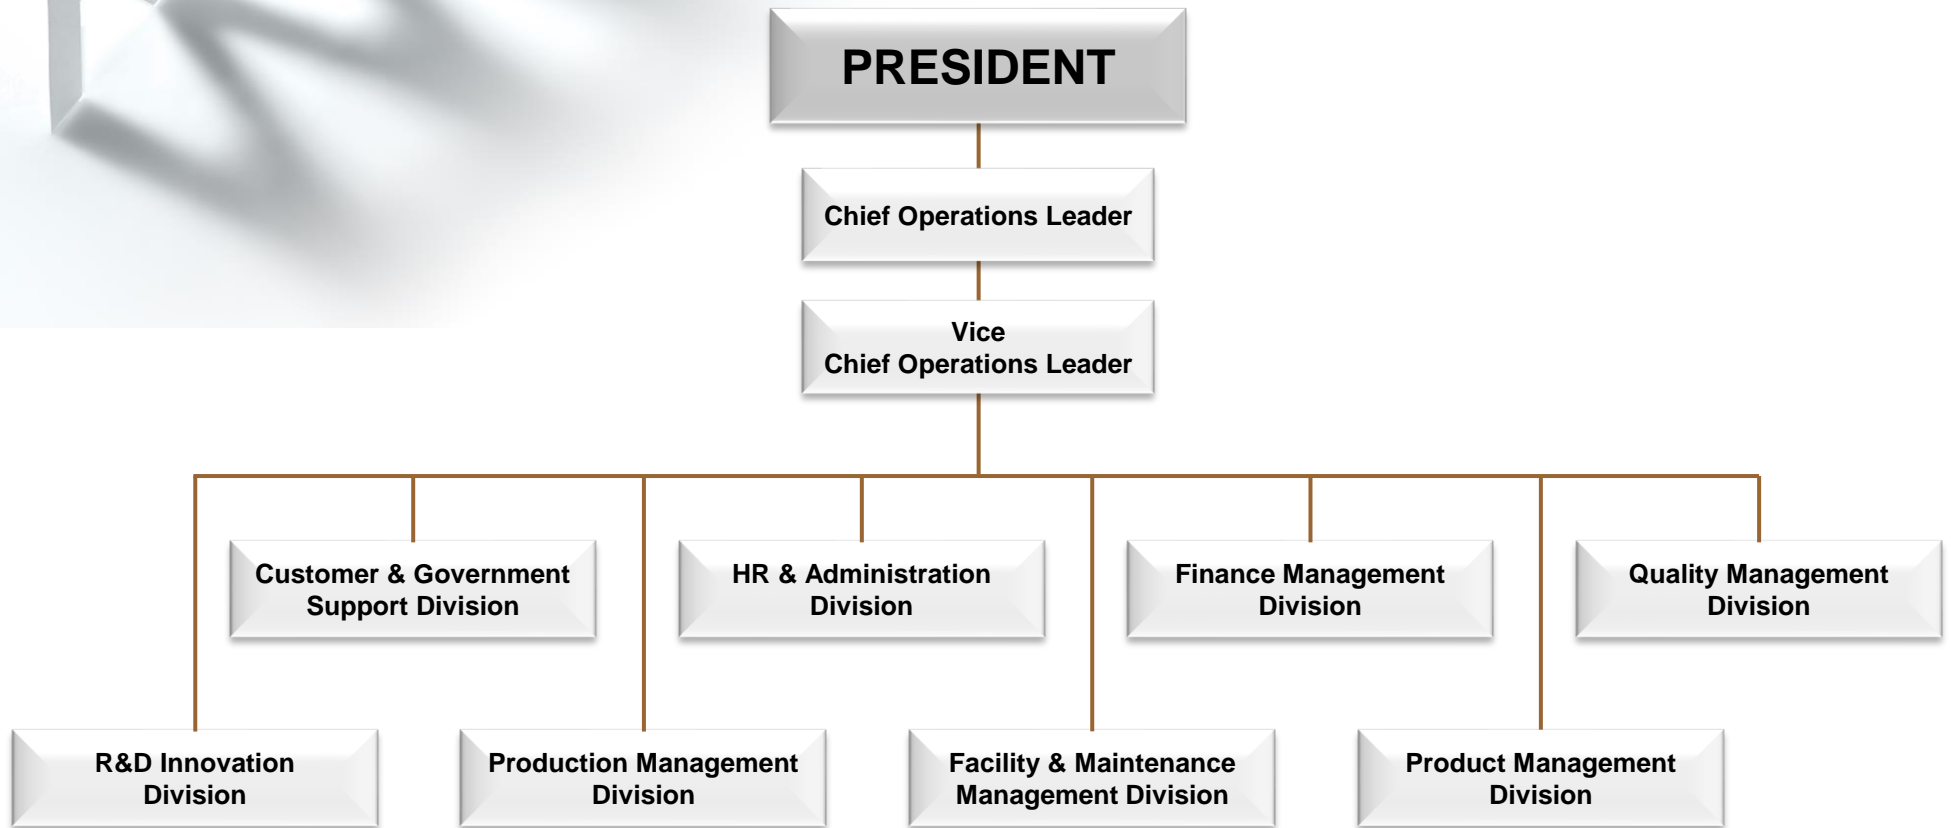 PRESIDENT
Chief Operations Leader
Vice
Chief Operations Leader
Customer & Government
Support Division
HR & Administration
Division
Finance Management
Division
Quality Management
Division
R&D Innovation
Division
Production Management
Division
Facility & Maintenance
Management Division
Product Management
Division